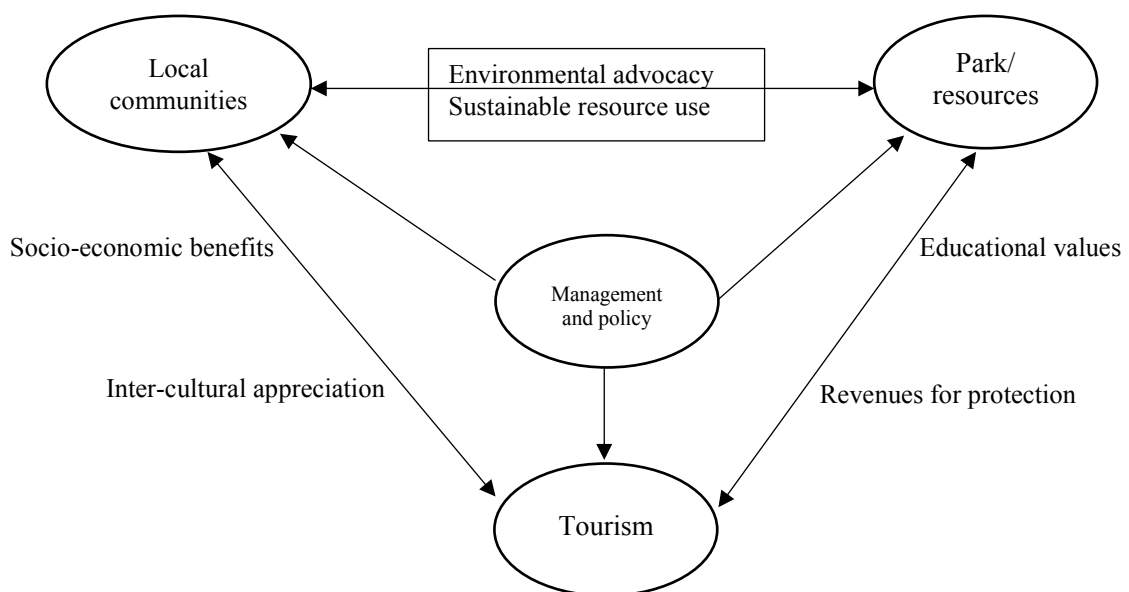 Local
communities
Environmental advocacy
Sustainable resource use
Park/
resources
Socio-economic benefits
Educational values
Management
and policy
Inter-cultural appreciation
Revenues for protection
Tourism